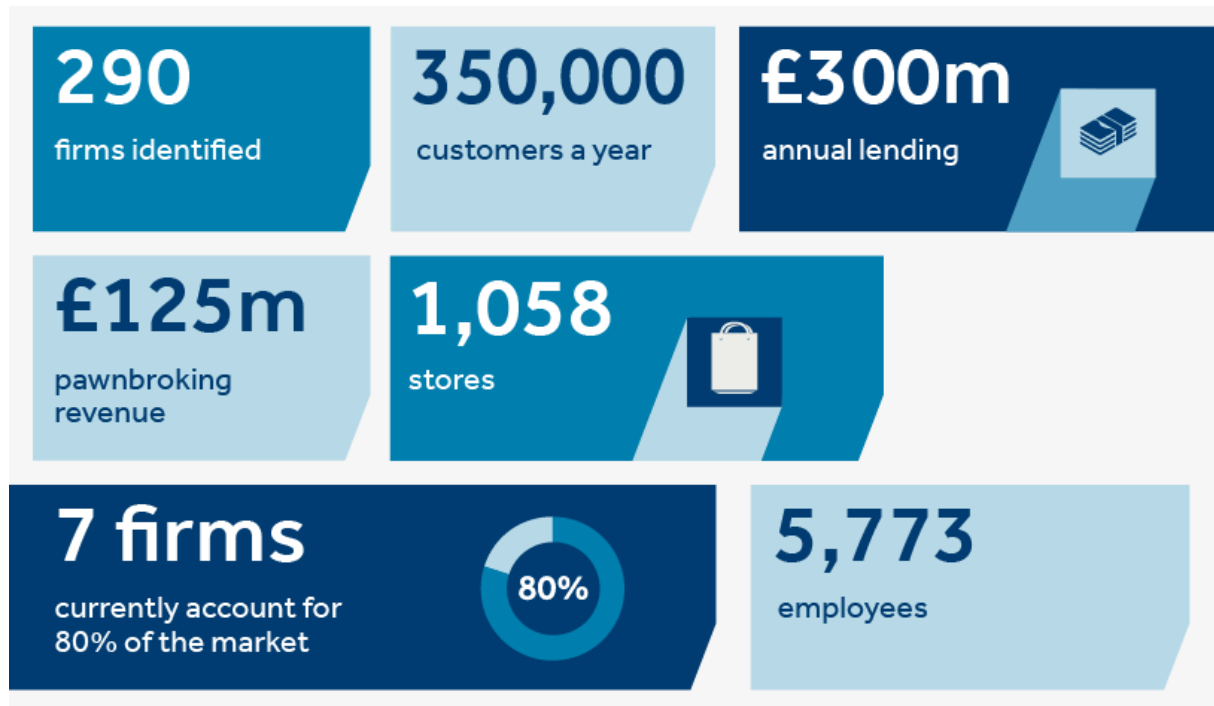 290
firms identified
350,000
customers a year
£300m
annual lending
£125m
pawnbroking
revenue
1,058
stores
7 firms
currently account for
80% of the market
80%
5,773
employees